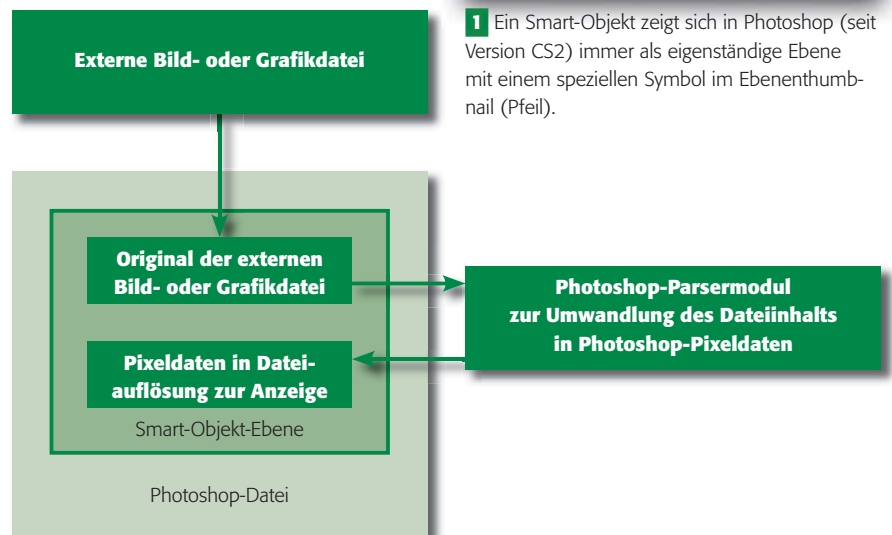 Externe Bild- oder Grafikdatei
1 Ein Smart-Objekt zeigt sich in Photoshop (seit
Version CS2) immer als eigenständige Ebene
mit einem speziellen Symbol im Ebenenthumb-
nail (Pfeil).
Original der externen
Bild- oder Grafikdatei
Photoshop-Parsermodul
zur Umwandlung des Dateiinhalts
in Photoshop-Pixeldaten
Pixeldaten in Datei-
auflösung zur Anzeige
Smart-Objekt-Ebene
Photoshop-Datei